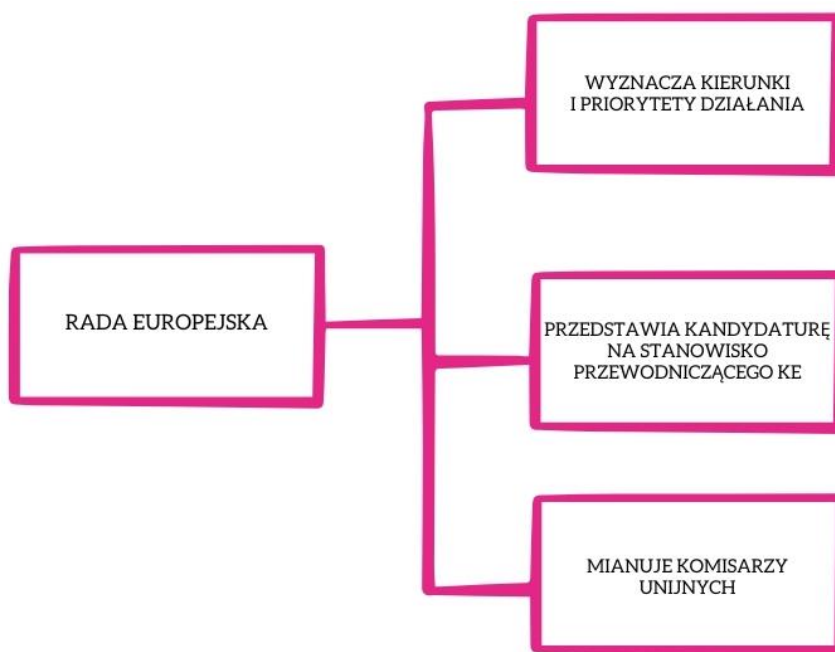 WYZNACZA KIERUNKI
I PRIORYTETY DZIAŁANIA
RADA EUROPEJSKA
PRZEDSTAWIA KANDYDATURĘ
NA STANOWISKO
PRZEWODNICZĄCEGO KE
MIANUJE KOMISARZY
UNIJNYCH